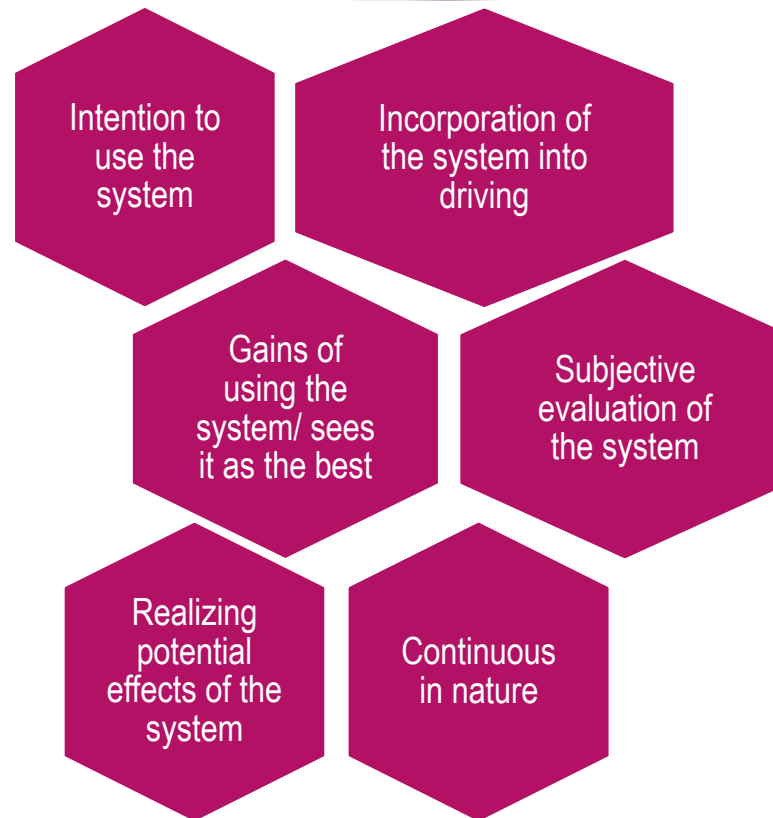 Intention to
use the
system
Incorporation of
the system into
driving
Gains of
using the
system/ sees
it as the best
Subjective
evaluation of
the system
Realizing
potential
effects of the
system
Continuous
in nature